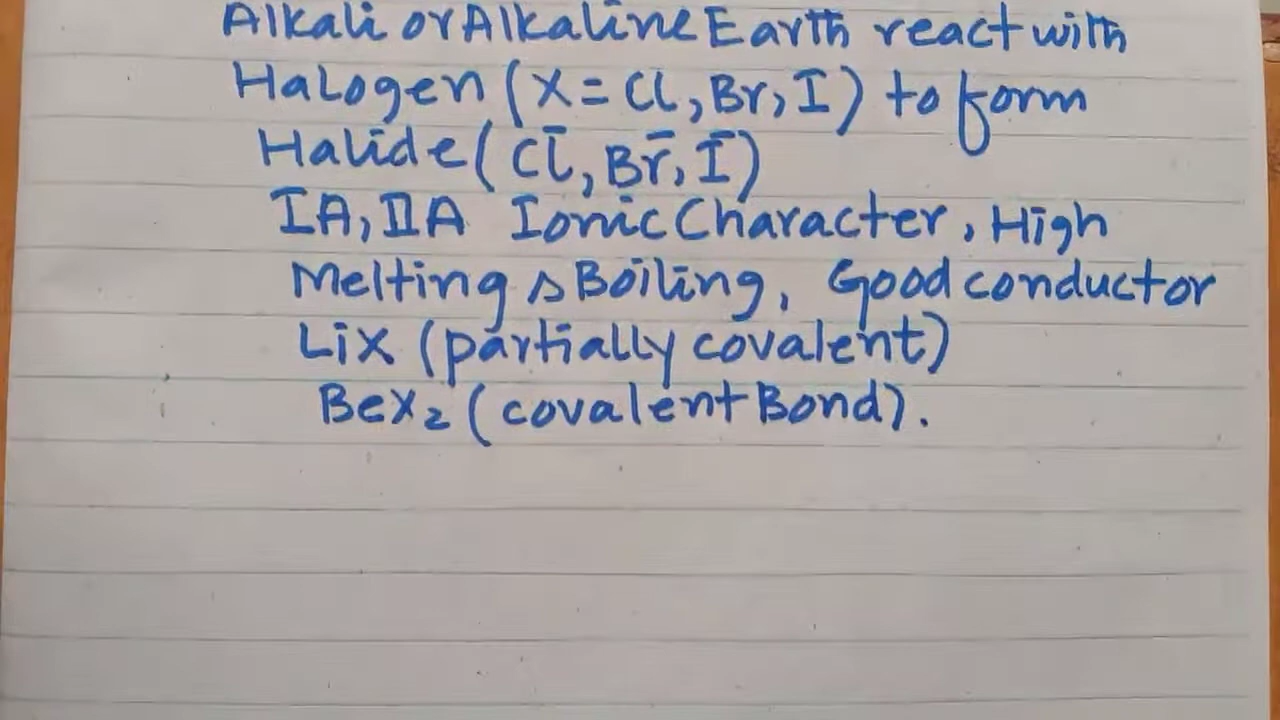 Alkali or Alkaline Earth react with
Halogen (X = Cl, Br, I) to form
Halide (Cl̄, Br̄, Ī)
IA, IIA Ionic Character, High
Melting & Boiling, Good conductor
LiX (partially covalent)
BeX₂ (covalent Bond).